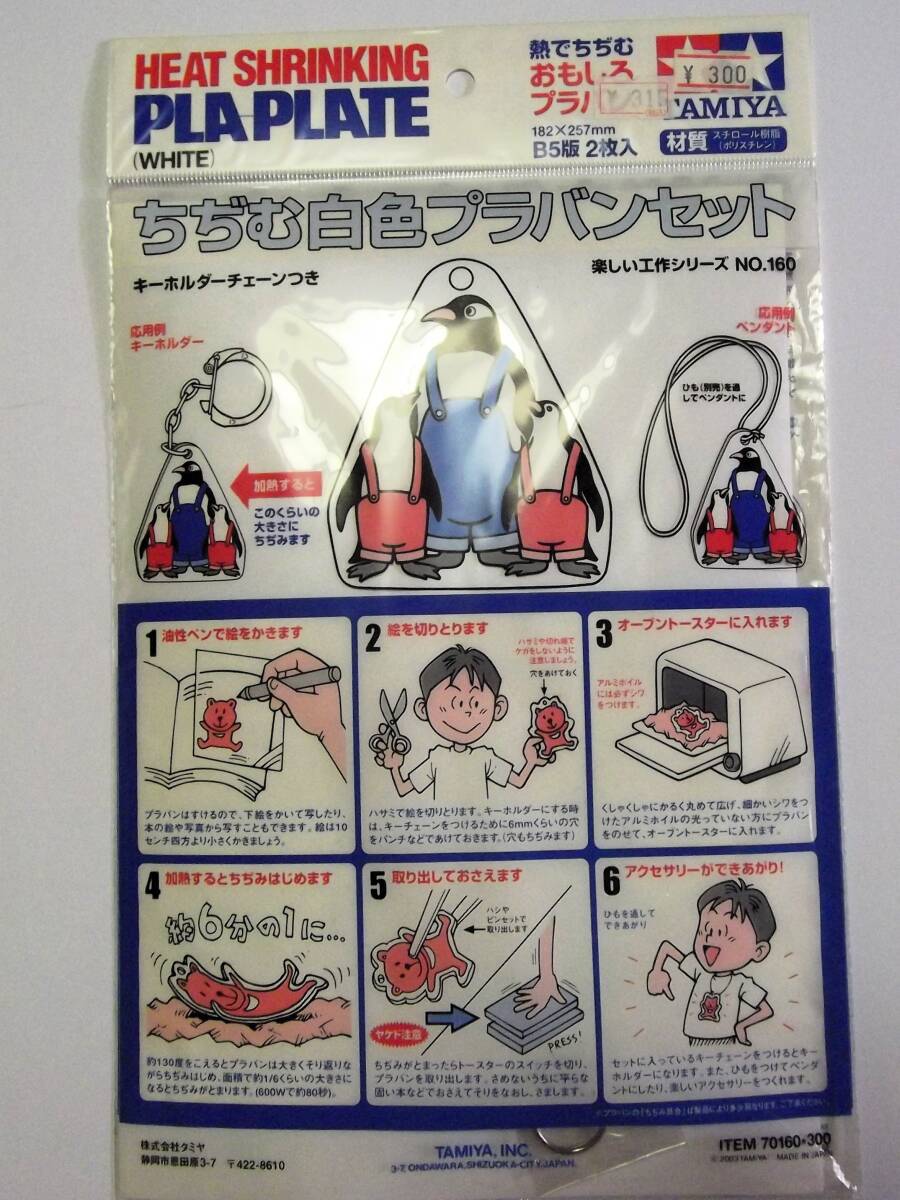 HEAT SHRINKING
PLA-PLATE
(WHITE)
熱でちぢむ
おもしろ
プラ
182×257mm
B5版 2枚入
¥ 300
¥ 31
TAMIYA
材質 スチロール樹脂
(ポリスチレン)
ちぢむ白色プラバンセット
キーホルダーチェーンつき
楽しい工作シリーズ NO.160
応用例
キーホルダー
応用例
ペンダント
ひも(別売)を通
してペンダントに
加熱すると
このくらいの
大きさに
ちぢみます
1 油性ペンで絵をかきます
プラバンはすけるので、下絵をかいて写したり、
本の絵や写真から写すこともできます。絵は10
センチ四方より小さくかきましょう。
2 絵を切りとります
ハサミや切れ端で
ケガをしないように
注意しましょう。
穴をあけておく
ハサミで絵を切りとります。キーホルダーにする時
は、キーチェーンをつけるために6mmくらいの穴
をパンチなどであけておきます。(穴もちぢみます)
3 オーブントースターに入れます
アルミホイル
には必ずシワ
をつけます。
くしゃくしゃにかるく丸めて広げ、細かいシワをつ
けたアルミホイルの光っていない方にプラバン
をのせて、オーブントースターに入れます。
4 加熱するとちぢみはじめます
約6分の1に…
約130度をこえるとプラバンは大きくそり返りな
がらちぢみはじめ、面積で約1/6くらいの大きさに
なるとちぢみがとまります。(600Wで約80秒)。
5 取り出しておさえます
ハシや
ピンセットで
取り出します
ヤケド注意
PRESS!
ちぢみがとまったらトースターのスイッチを切り、
プラバンを取り出します。さめないうちに平らな
固い本などでおさえてそりをなおし、さまします。
6 アクセサリーができあがり!
ひもを通して
できあがり
セットに入っているキーチェーンをつけるとキー
ホルダーになります。また、ひもをつけてペンダ
ントにしたり、楽しいアクセサリーをつくれます。
※プラバンの「ちぢみ具合」は製品により多少異なります。ご了承ください。
株式会社タミヤ
静岡市恩田原3-7 〒422-8610
TAMIYA, INC.
3-7, ONDAWARA, SHIZUOKA-CITY, JAPAN.
ITEM 70160•300
© 2003 TAMIYA MADE IN JAPAN